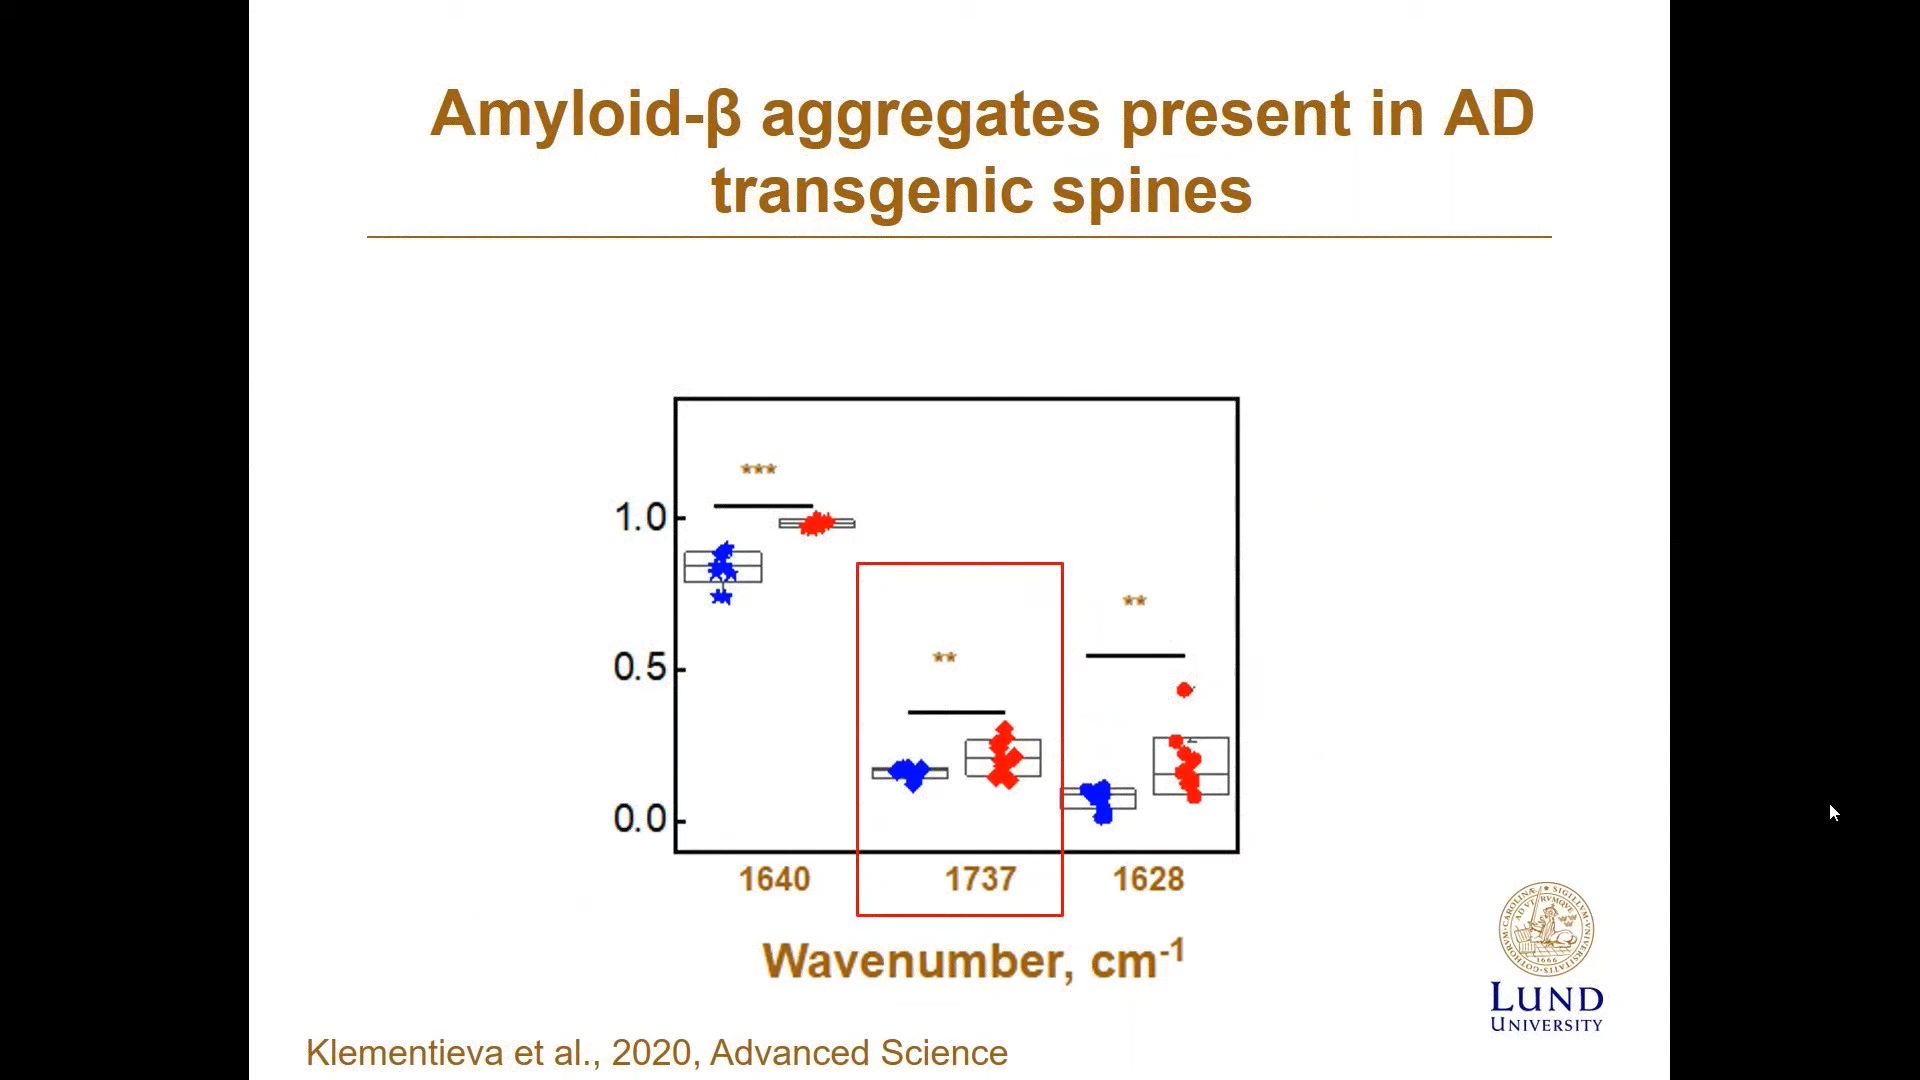 Amyloid-β aggregates present in AD
transgenic spines
***
1.0
**
**
0.5
0.0
1640 1737 1628
Wavenumber, cm-1
LUND
UNIVERSITY
Klementieva et al., 2020, Advanced Science